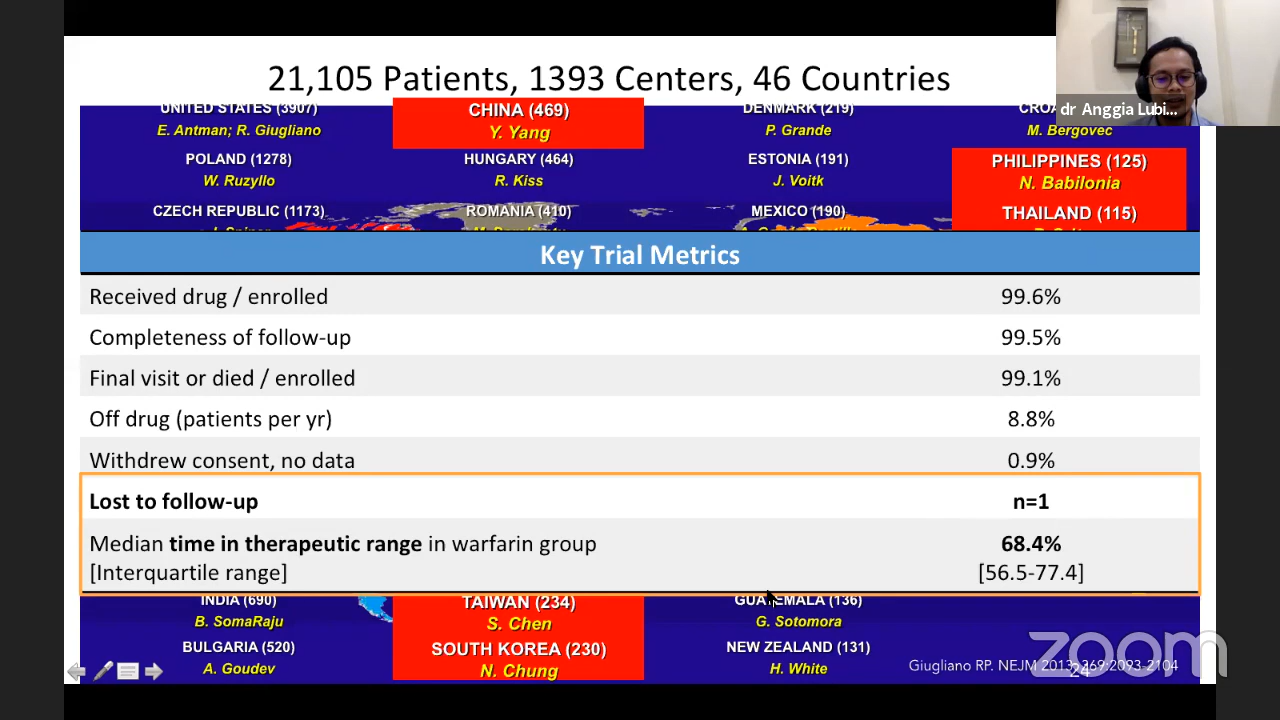 21,105 Patients, 1393 Centers, 46 Countries
dr Anggia Lubi...
UNITED STATES (3907)
E. Antman; R. Giugliano
CHINA (469)
Y. Yang
DENMARK (219)
P. Grande
CROA
M. Bergovec
POLAND (1278)
W. Ruzyllo
HUNGARY (464)
R. Kiss
ESTONIA (191)
J. Voitk
PHILIPPINES (125)
N. Babilonia
CZECH REPUBLIC (1173)
ROMANIA (410)
MEXICO (190)
THAILAND (115)
Key Trial Metrics
Received drug / enrolled 99.6%
Completeness of follow-up 99.5%
Final visit or died / enrolled 99.1%
Off drug (patients per yr) 8.8%
Withdrew consent, no data 0.9%
Lost to follow-up n=1
Median time in therapeutic range in warfarin group 68.4%
[Interquartile range] [56.5-77.4]
INDIA (690)
B. SomaRaju
TAIWAN (234)
S. Chen
GUATEMALA (136)
G. Sotomora
BULGARIA (520)
A. Goudev
SOUTH KOREA (230)
N. Chung
NEW ZEALAND (131)
H. White
Giugliano RP. NEJM 2013; 369:2093-2104
24
zoom